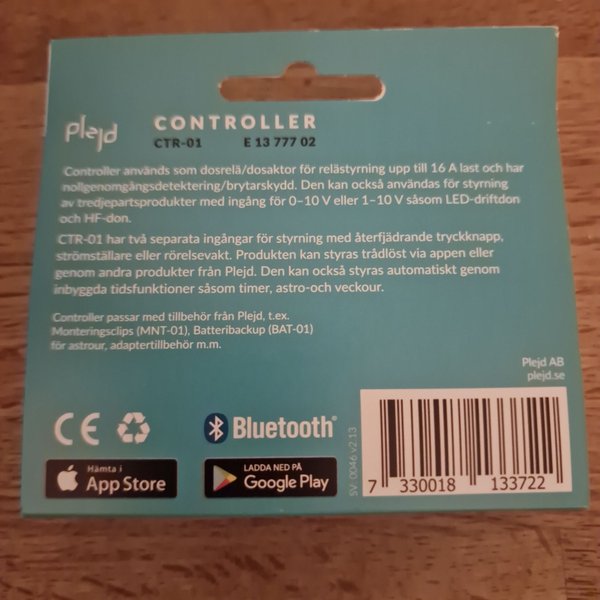 plejd
CONTROLLER
CTR-01 E 13 777 02
Controller används som dosrelä/dosaktor för relästyrning upp till 16 A last och har
nollgenomgångsdetektering/brytarskydd. Den kan också användas för styrning
av tredjepartsprodukter med ingång för 0–10 V eller 1–10 V såsom LED-driftdon
och HF-don.
CTR-01 har två separata ingångar för styrning med återfjädrande tryckknapp,
strömställare eller rörelsevakt. Produkten kan styras trådlöst via appen eller
genom andra produkter från Plejd. Den kan också styras automatiskt genom
inbyggda tidsfunktioner såsom timer, astro-och veckour.
Controller passar med tillbehör från Plejd, t.ex.
Monteringsclips (MNT-01), Batteribackup (BAT-01)
för astrour, adaptertillbehör m.m.
Plejd AB
plejd.se
CE
Bluetooth®
Hämta i
App Store
LADDA NED PÅ
Google Play
SV 0046 v2.13
7 330018 133722